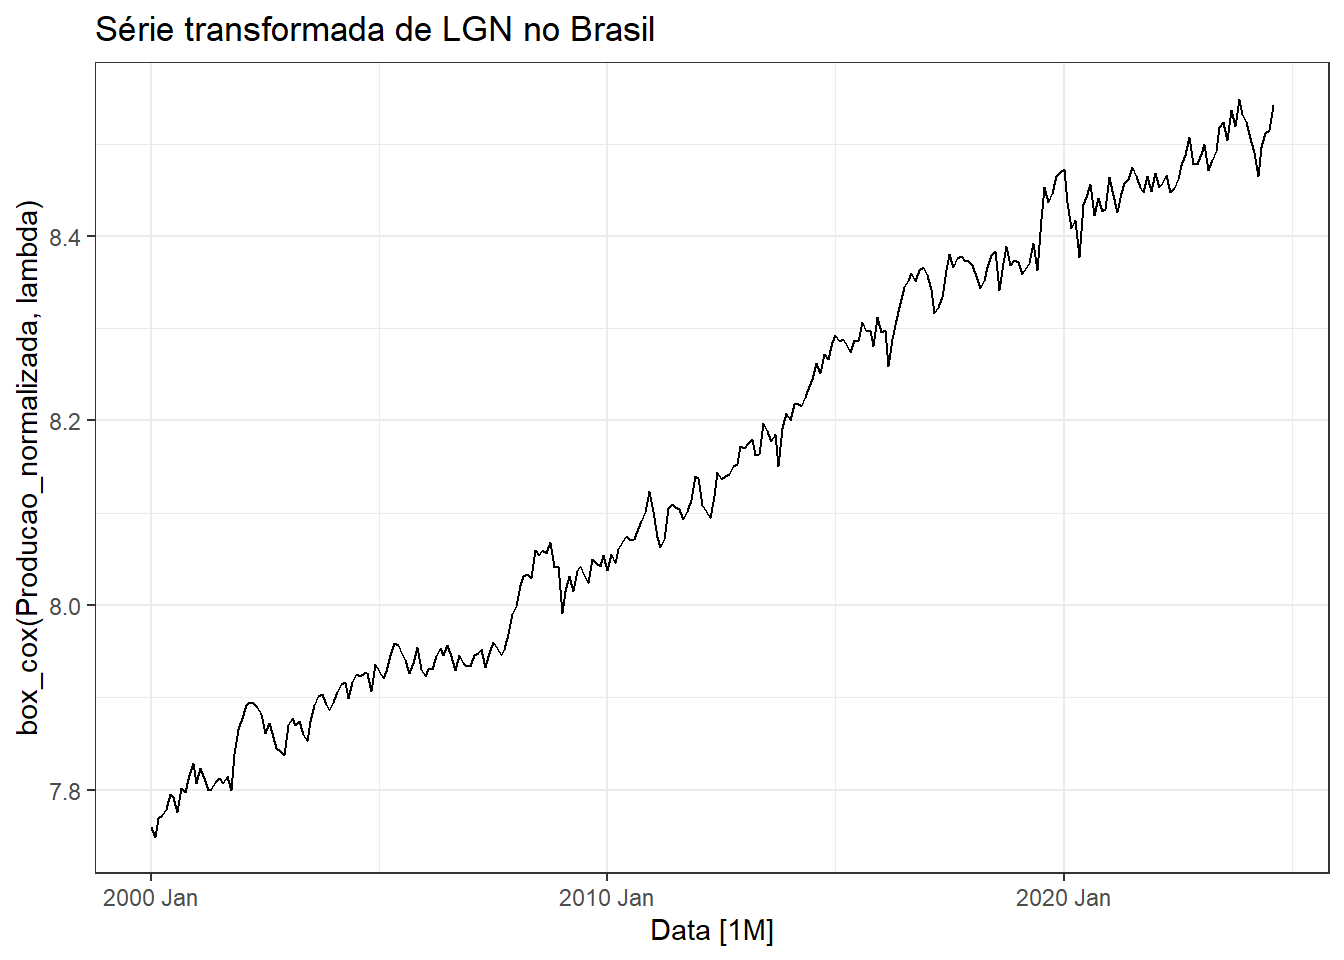 Série transformada de LGN no Brasil
box_cox(Producao_normalizada, lambda)
8.4
8.2
8.0
7.8
2000 Jan
2010 Jan
2020 Jan
Data [1M]